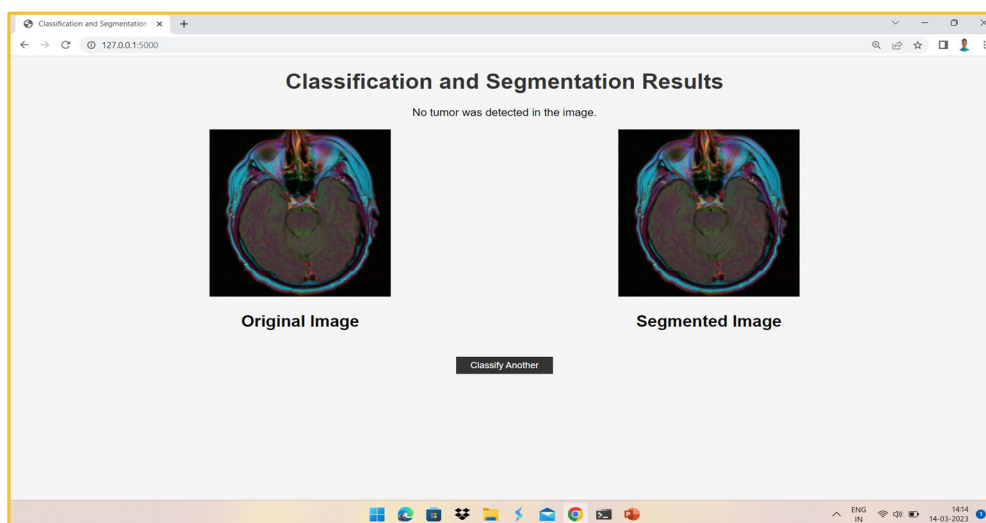 Classification and Segmentation
127.0.0.1:5000
Classification and Segmentation Results
No tumor was detected in the image.
Original Image
Segmented Image
Classify Another
ENG
IN
14:14
14-03-2023
1